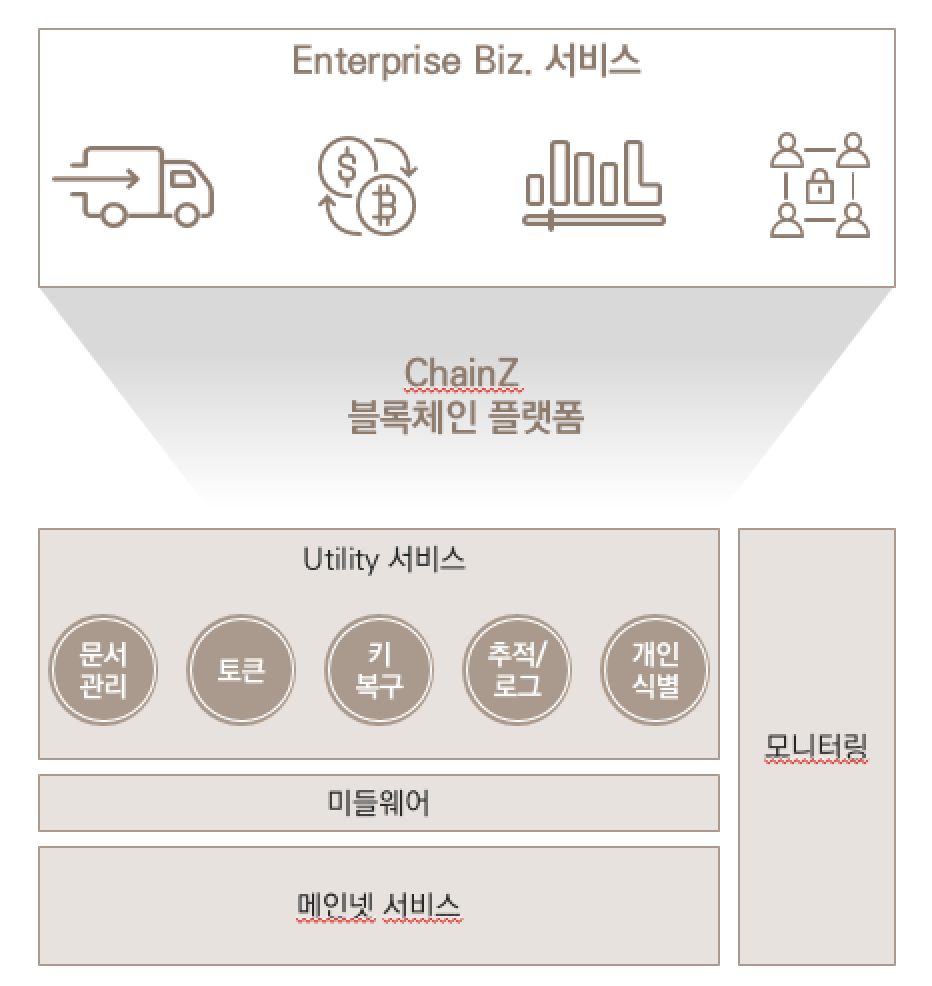 Enterprise Biz. 서비스
$
₿
ChainZ
블록체인 플랫폼
Utility 서비스
문서
관리
토큰
키
복구
추적/
로그
개인
식별
모니터링
미들웨어
메인넷 서비스